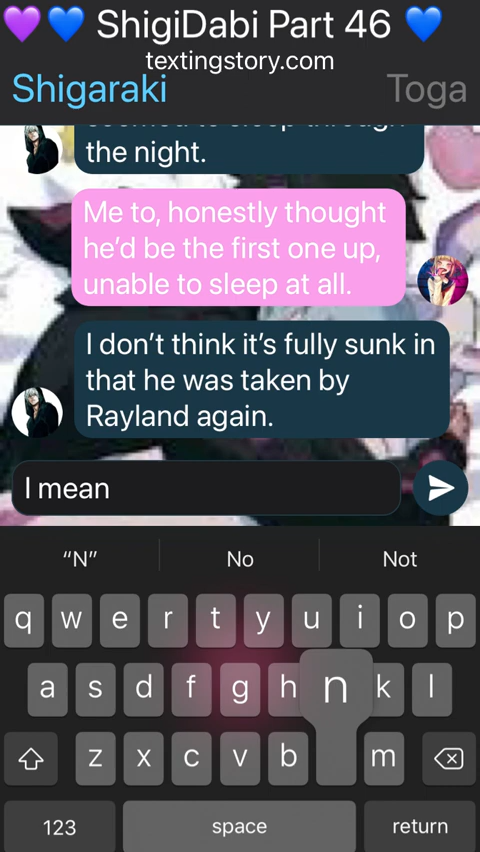 💜💙 ShigiDabi Part 46 💙
textingstory.com
Shigaraki
Toga
the night.
Me to, honestly thought
he’d be the first one up,
unable to sleep at all.
I don’t think it’s fully sunk in
that he was taken by
Rayland again.
I mean
“N” No Not
q w e r t y u i o p
a s d f g h n k l
z x c v b m
123 space return